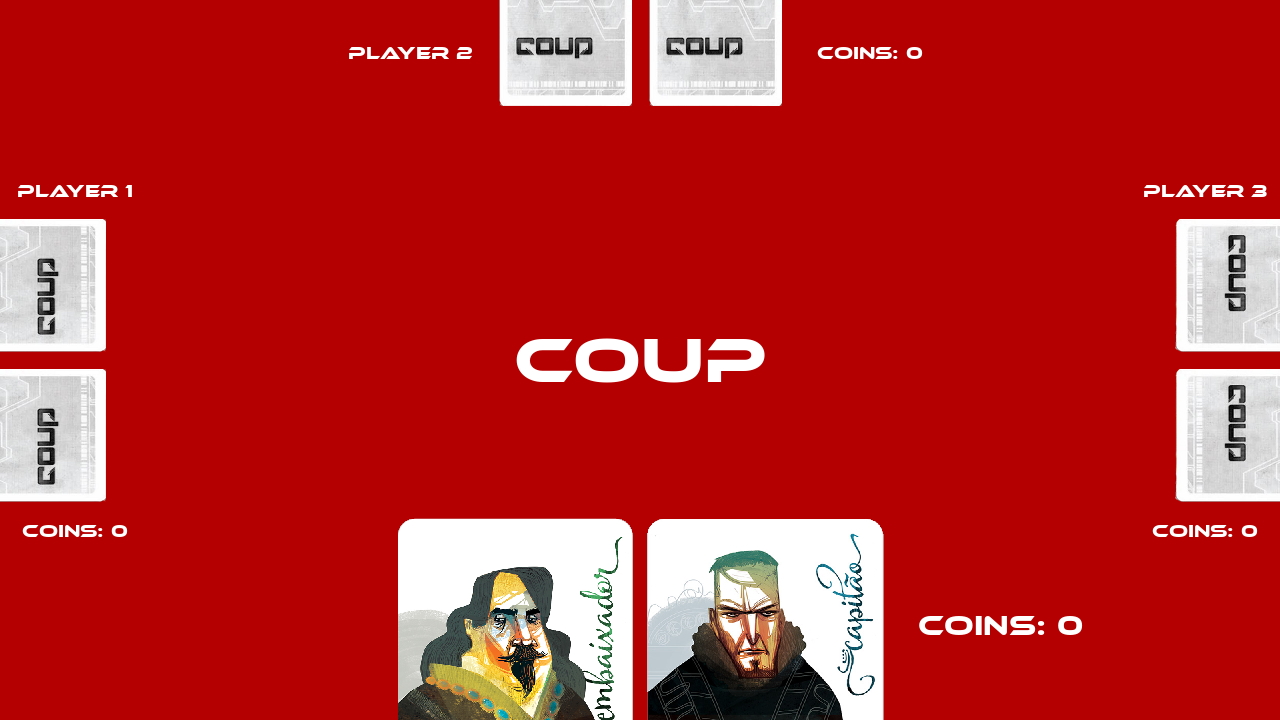 PLAYER 2
COUP
COUP
COINS: 0
PLAYER 1
PLAYER 3
COUP
COUP
COUP
COUP
COUP
COINS: 0
COINS: 0
embaixador
capitão
COINS: 0